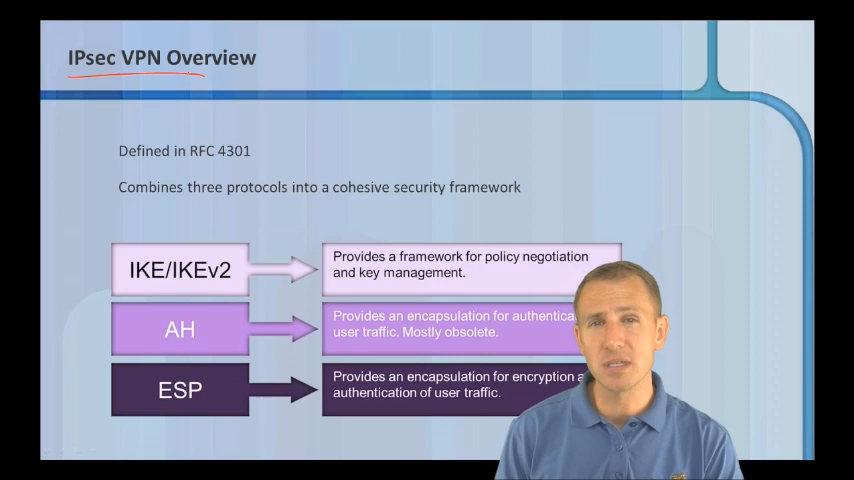 IPsec VPN Overview
Defined in RFC 4301
Combines three protocols into a cohesive security framework
IKE/IKEv2
Provides a framework for policy negotiation
and key management.
AH
Provides an encapsulation for authentica
user traffic. Mostly obsolete.
ESP
Provides an encapsulation for encryption a
authentication of user traffic.